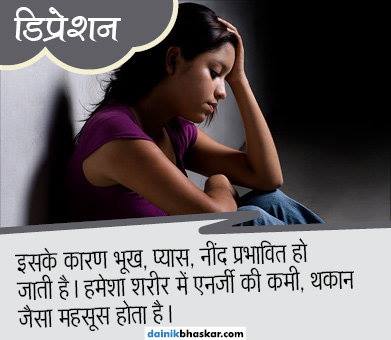 डिप्रेशन
इसके कारण भूख, प्यास, नींद प्रभावित हो
जाती है। हमेशा शरीर में एनर्जी की कमी, थकान
जैसा महसूस होता है।
dainikbhaskar.com